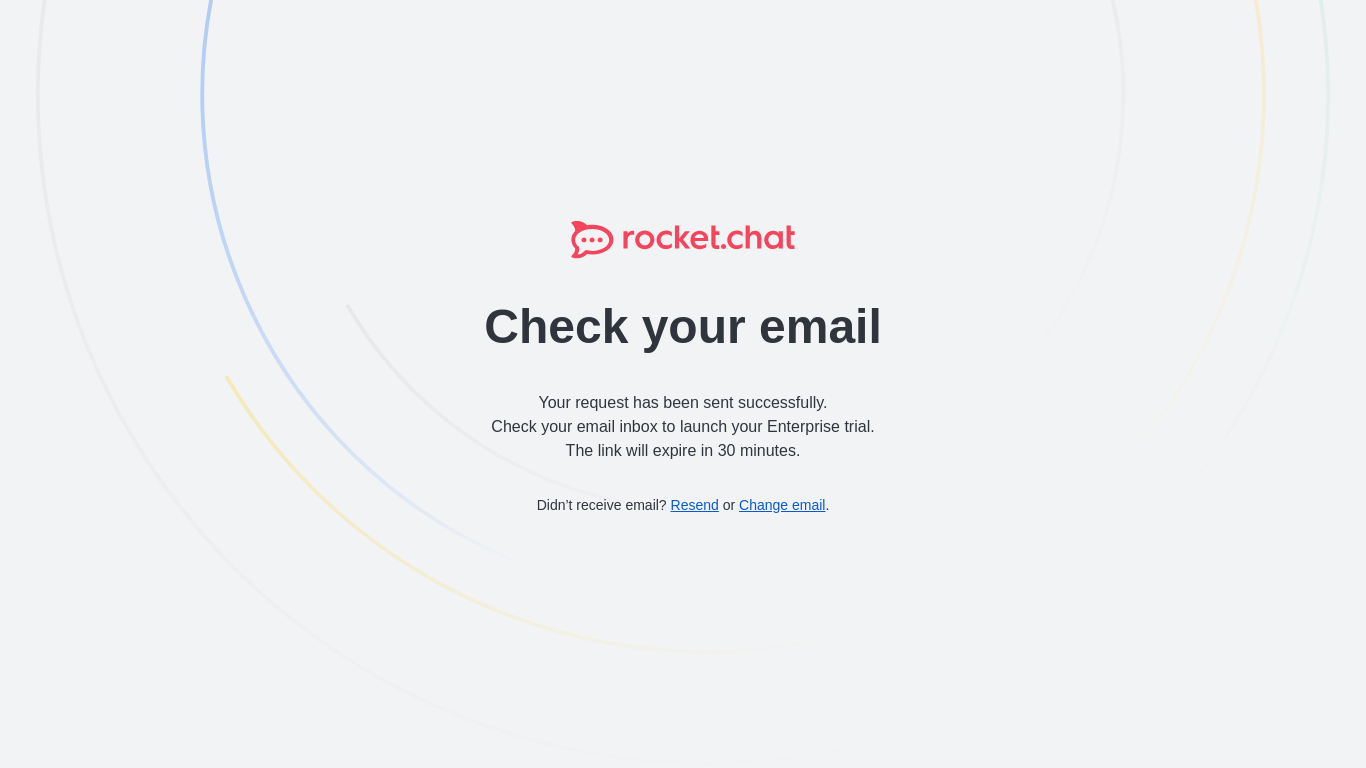 rocket.chat
Check your email
Your request has been sent successfully.
Check your email inbox to launch your Enterprise trial.
The link will expire in 30 minutes.
Didn’t receive email? Resend or Change email.